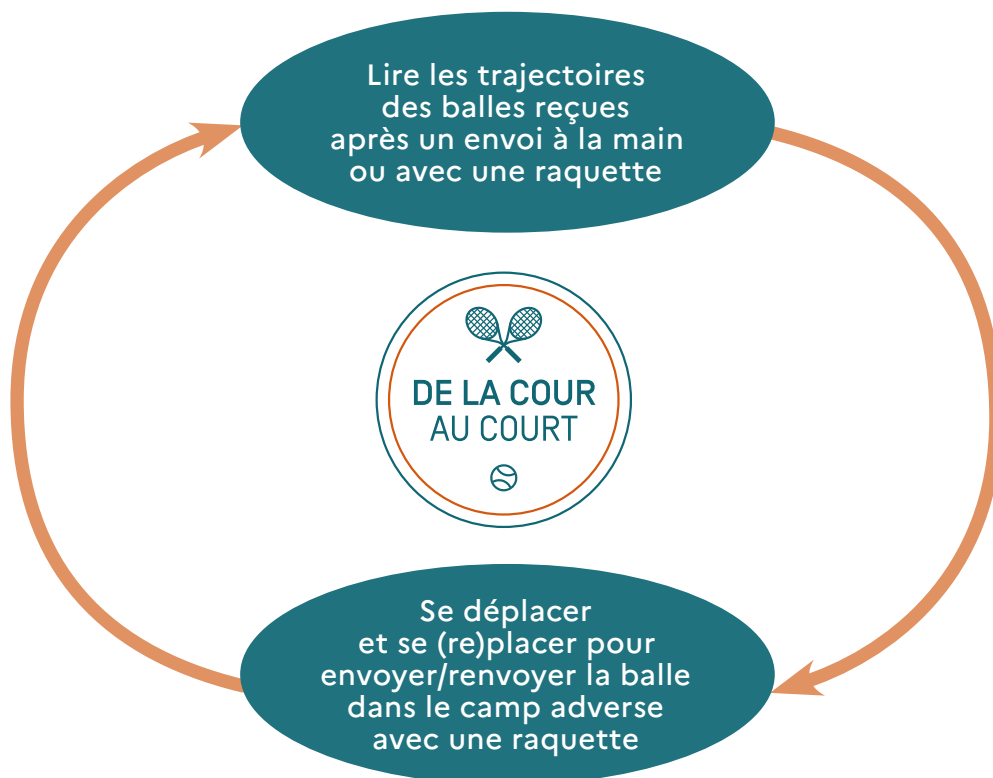 Lire les trajectoires
des balles reçues
après un envoi à la main
ou avec une raquette
DE LA COUR
AU COURT
Se déplacer
et se (re)placer pour
envoyer/renvoyer la balle
dans le camp adverse
avec une raquette